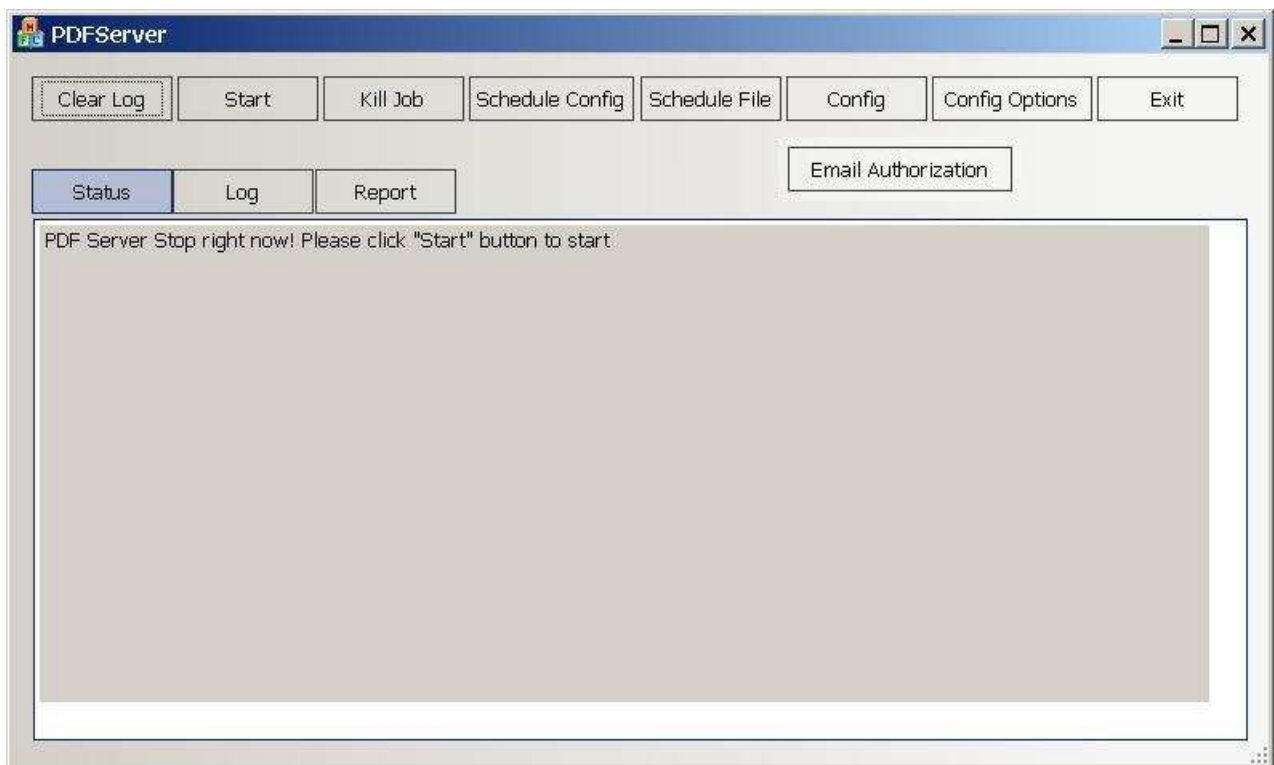 PDFServer
Clear Log Start Kill Job Schedule Config Schedule File Config Config Options Exit
Email Authorization
Status Log Report
PDF Server Stop right now! Please click "Start" button to start